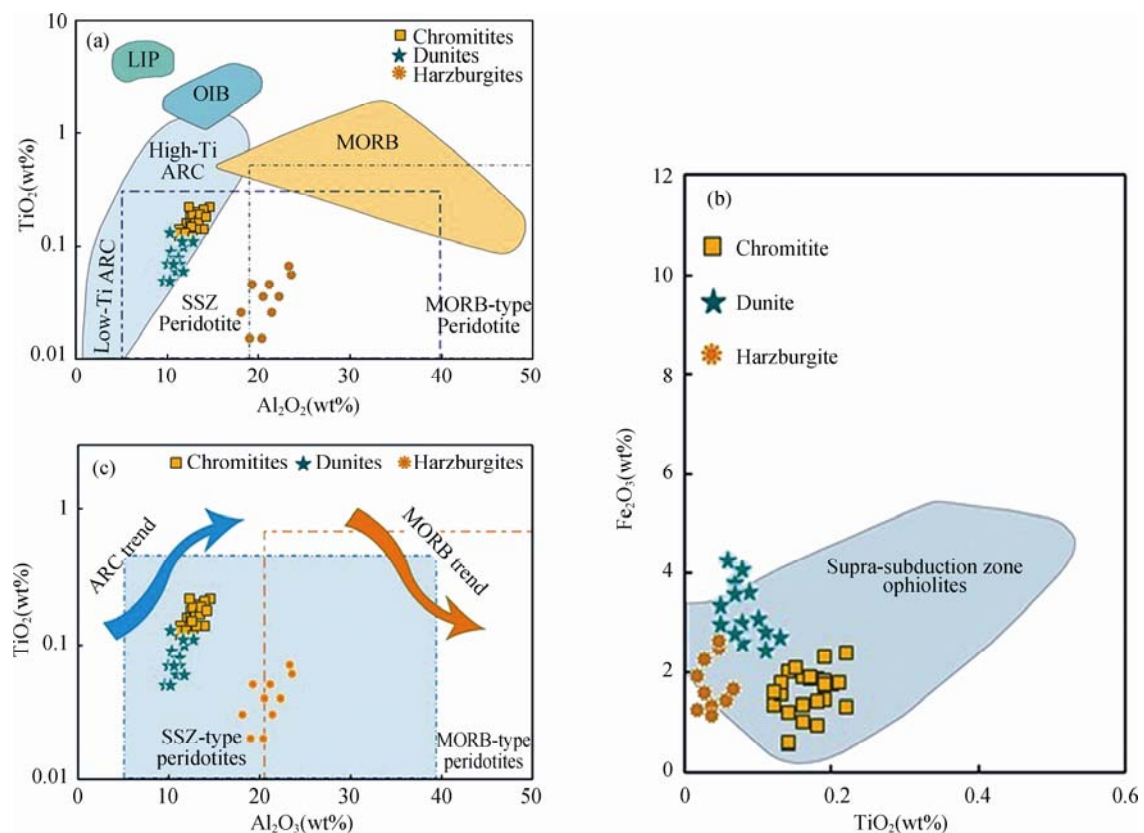 (a)
Chromitites
Dunites
Harzburgites
LIP
OIB
MORB
High-Ti
ARC
Low-Ti ARC
SSZ
Peridotite
MORB-type
Peridotite
10
1
0.1
0.01
TiO₂(wt%)
0 10 20 30 40 50
Al₂O₂(wt%)
(c)
Chromitites Dunites Harzburgites
ARC trend
MORB trend
SSZ-type
peridotites
MORB-type
peridotites
1
0.1
0.01
TiO₂(wt%)
0 10 20 30 40 50
Al₂O₃(wt%)
(b)
Chromitite
Dunite
Harzburgite
Supra-subduction zone
ophiolites
12
10
8
6
4
2
0
Fe₂O₃(wt%)
0 0.2 0.4 0.6
TiO₂(wt%)